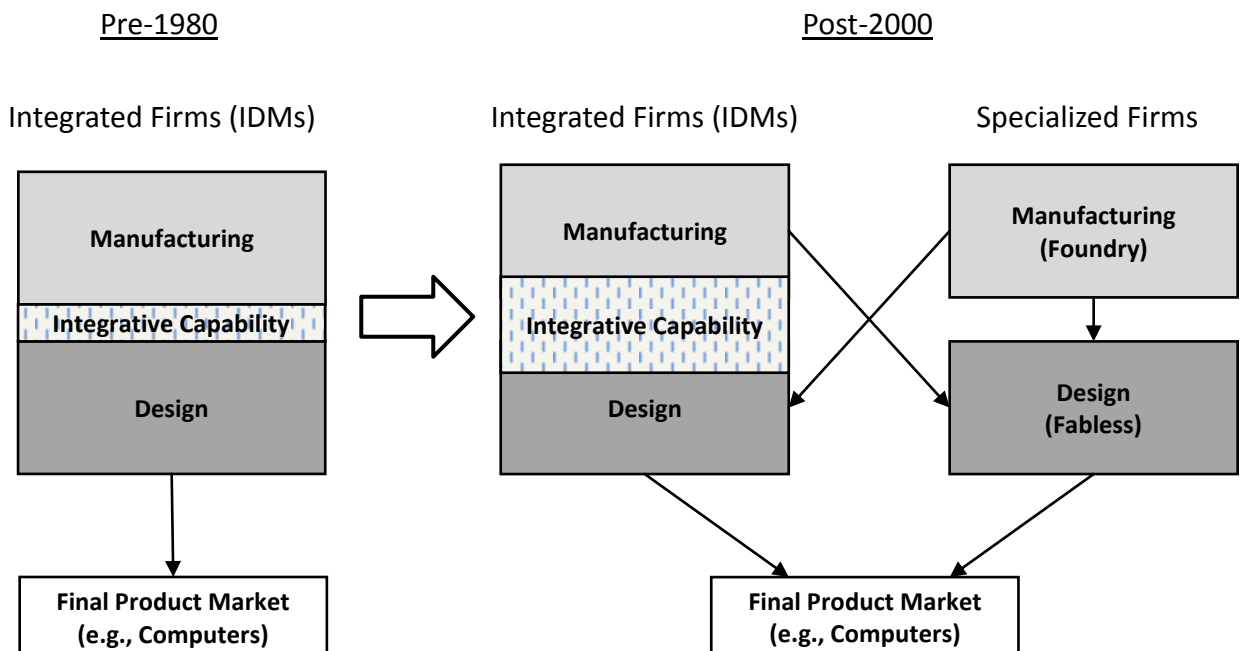 Pre-1980
Post-2000
Integrated Firms (IDMs)
Integrated Firms (IDMs)
Specialized Firms
Manufacturing
Integrative Capability
Design
Final Product Market
(e.g., Computers)
Manufacturing
Integrative Capability
Design
Manufacturing
(Foundry)
Design
(Fabless)
Final Product Market
(e.g., Computers)